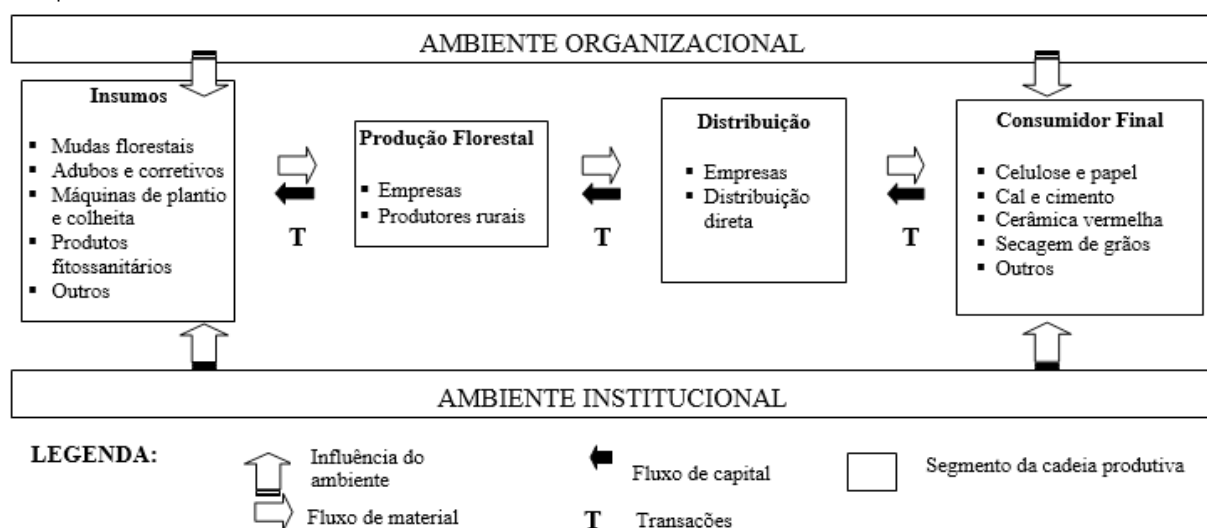 AMBIENTE ORGANIZACIONAL
Insumos
▪ Mudas florestais
▪ Adubos e corretivos
▪ Máquinas de plantio
e colheita
▪ Produtos
fitossanitários
▪ Outros
T
Produção Florestal
▪ Empresas
▪ Produtores rurais
T
Distribuição
▪ Empresas
▪ Distribuição
direta
T
Consumidor Final
▪ Celulose e papel
▪ Cal e cimento
▪ Cerâmica vermelha
▪ Secagem de grãos
▪ Outros
AMBIENTE INSTITUCIONAL
LEGENDA:
Influência do
ambiente
Fluxo de material
Fluxo de capital
T Transações
Segmento da cadeia produtiva